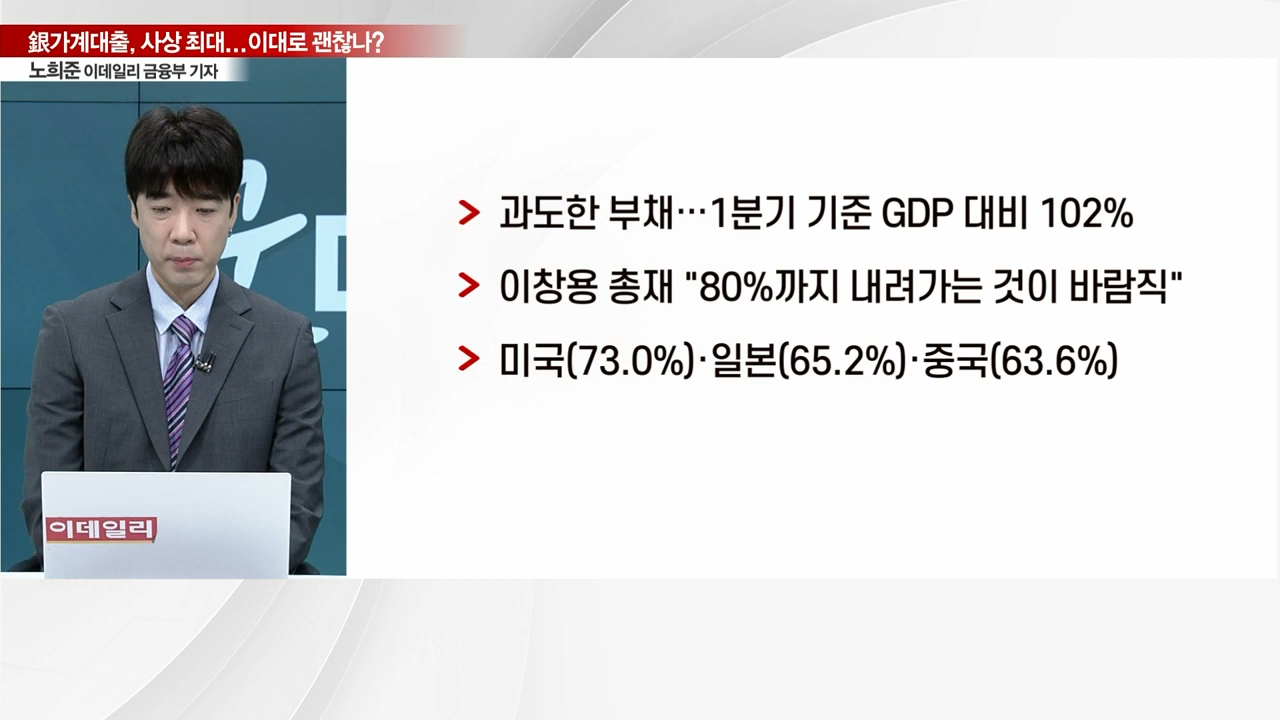 銀가계대출, 사상 최대…이대로 괜찮나?
노희준 이데일리 금융부 기자
> 과도한 부채…1분기 기준 GDP 대비 102%
> 이창용 총재 "80%까지 내려가는 것이 바람직"
> 미국(73.0%)·일본(65.2%)·중국(63.6%)
이데일리